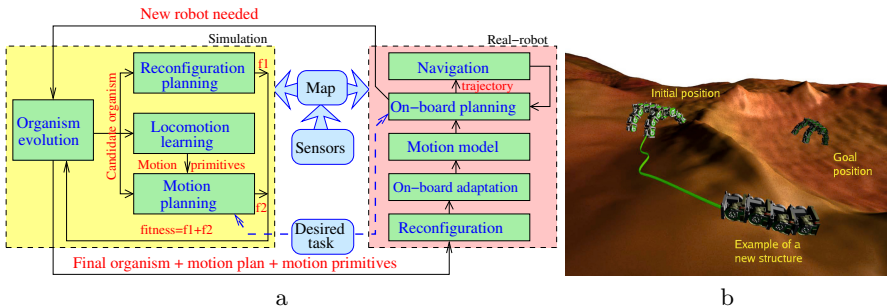 New robot needed
Simulation
Real-robot
f1
Reconfiguration
planning
Candidate organism
Organism
evolution
Locomotion
learning
Motion primitives
Motion
planning
f2
fitness=f1+f2
Map
Sensors
Desired
task
Navigation
trajectory
On-board planning
Motion model
On-board adaptation
Reconfiguration
Final organism + motion plan + motion primitives
a
Initial position
Goal
position
Example of a
new structure
b